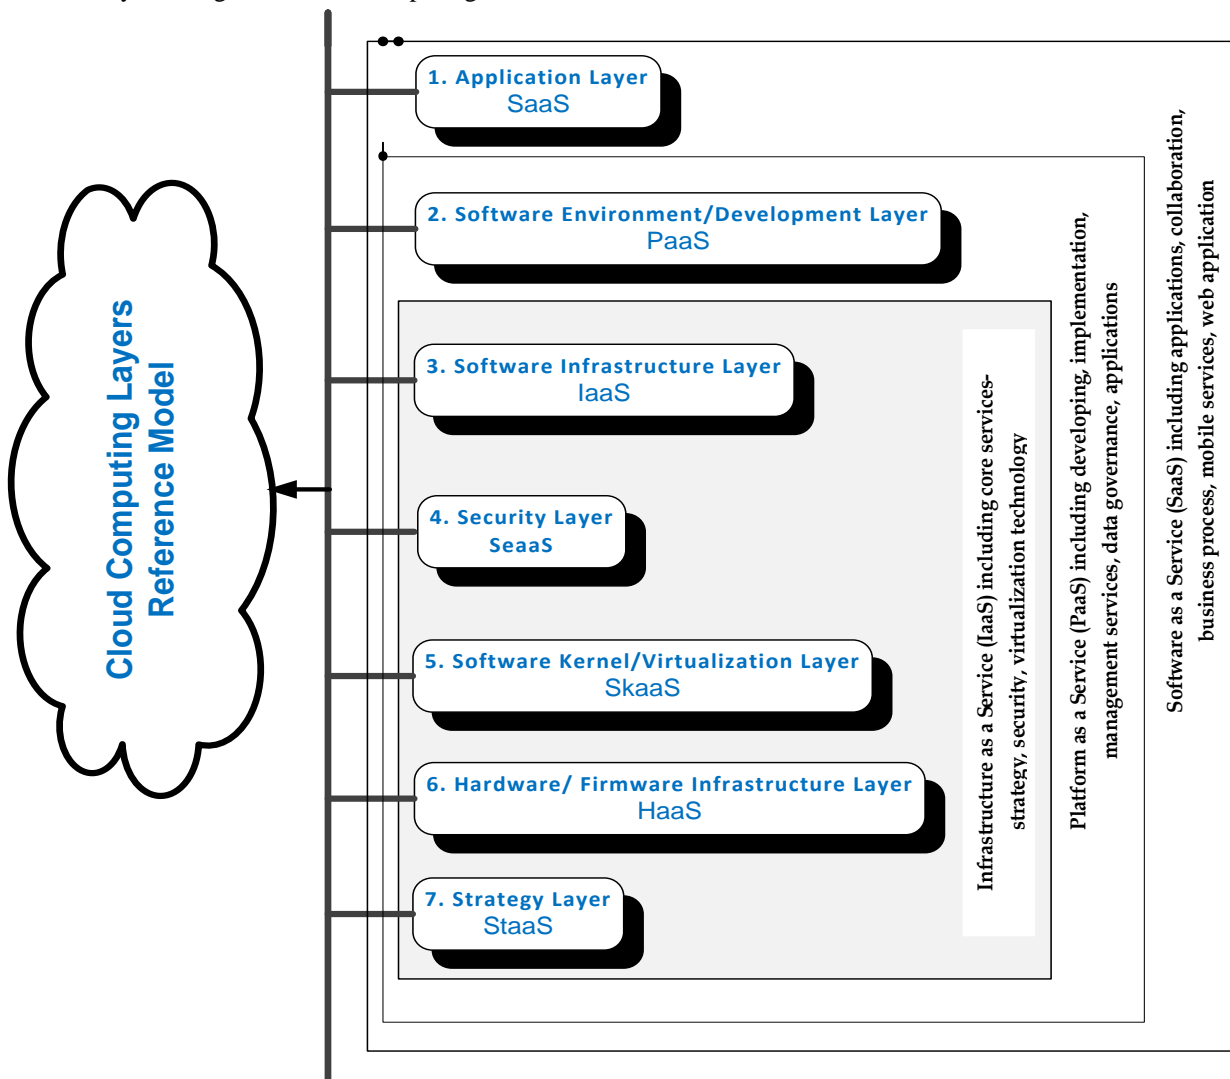 1. Application Layer
SaaS
2. Software Environment/Development Layer
PaaS
3. Software Infrastructure Layer
IaaS
4. Security Layer
SeaaS
5. Software Kernel/Virtualization Layer
SkaaS
6. Hardware/ Firmware Infrastructure Layer
HaaS
7. Strategy Layer
StaaS
Cloud Computing Layers
Reference Model
Infrastructure as a Service (IaaS) including core services-
strategy, security, virtualization technology
Platform as a Service (PaaS) including developing, implementation,
management services, data governance, applications
Software as a Service (SaaS) including applications, collaboration,
business process, mobile services, web application